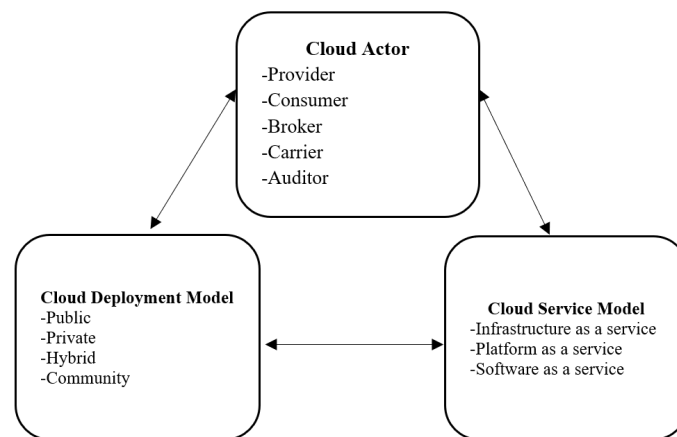 Cloud Actor
-Provider
-Consumer
-Broker
-Carrier
-Auditor
Cloud Deployment Model
-Public
-Private
-Hybrid
-Community
Cloud Service Model
-Infrastructure as a service
-Platform as a service
-Software as a service